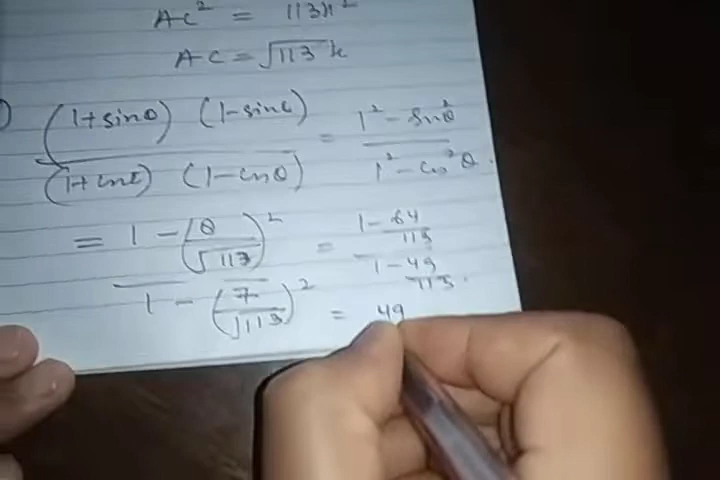 AC² = 113k²
AC = √113 k
) (1+sinθ) (1-sinθ) / (1+cosθ) (1-cosθ) = 1² - sin²θ / 1² - cos²θ.
= 1 - (8/√113)² / 1 - (7/√113)² = 1 - 64/113 / 1 - 49/113.
= 49